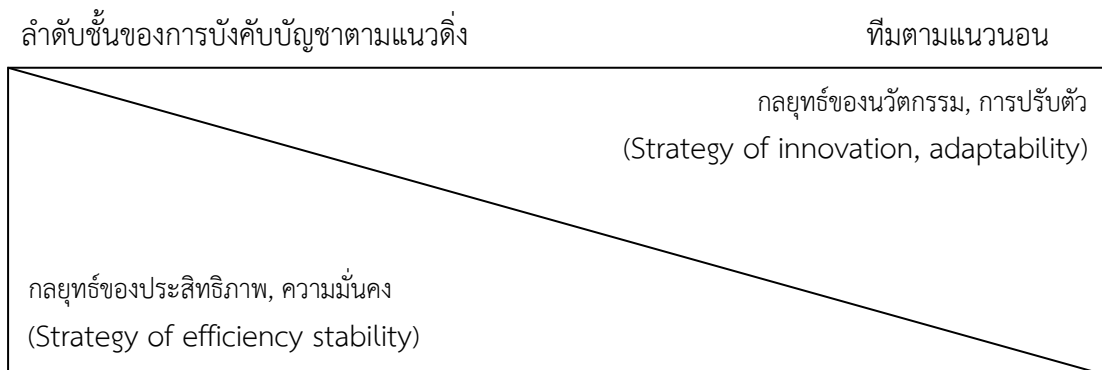 ลำดับชั้นของการบังคับบัญชาตามแนวดิ่ง
ทีมตามแนวนอน
กลยุทธ์ของนวัตกรรม, การปรับตัว
(Strategy of innovation, adaptability)
กลยุทธ์ของประสิทธิภาพ, ความมั่นคง
(Strategy of efficiency stability)